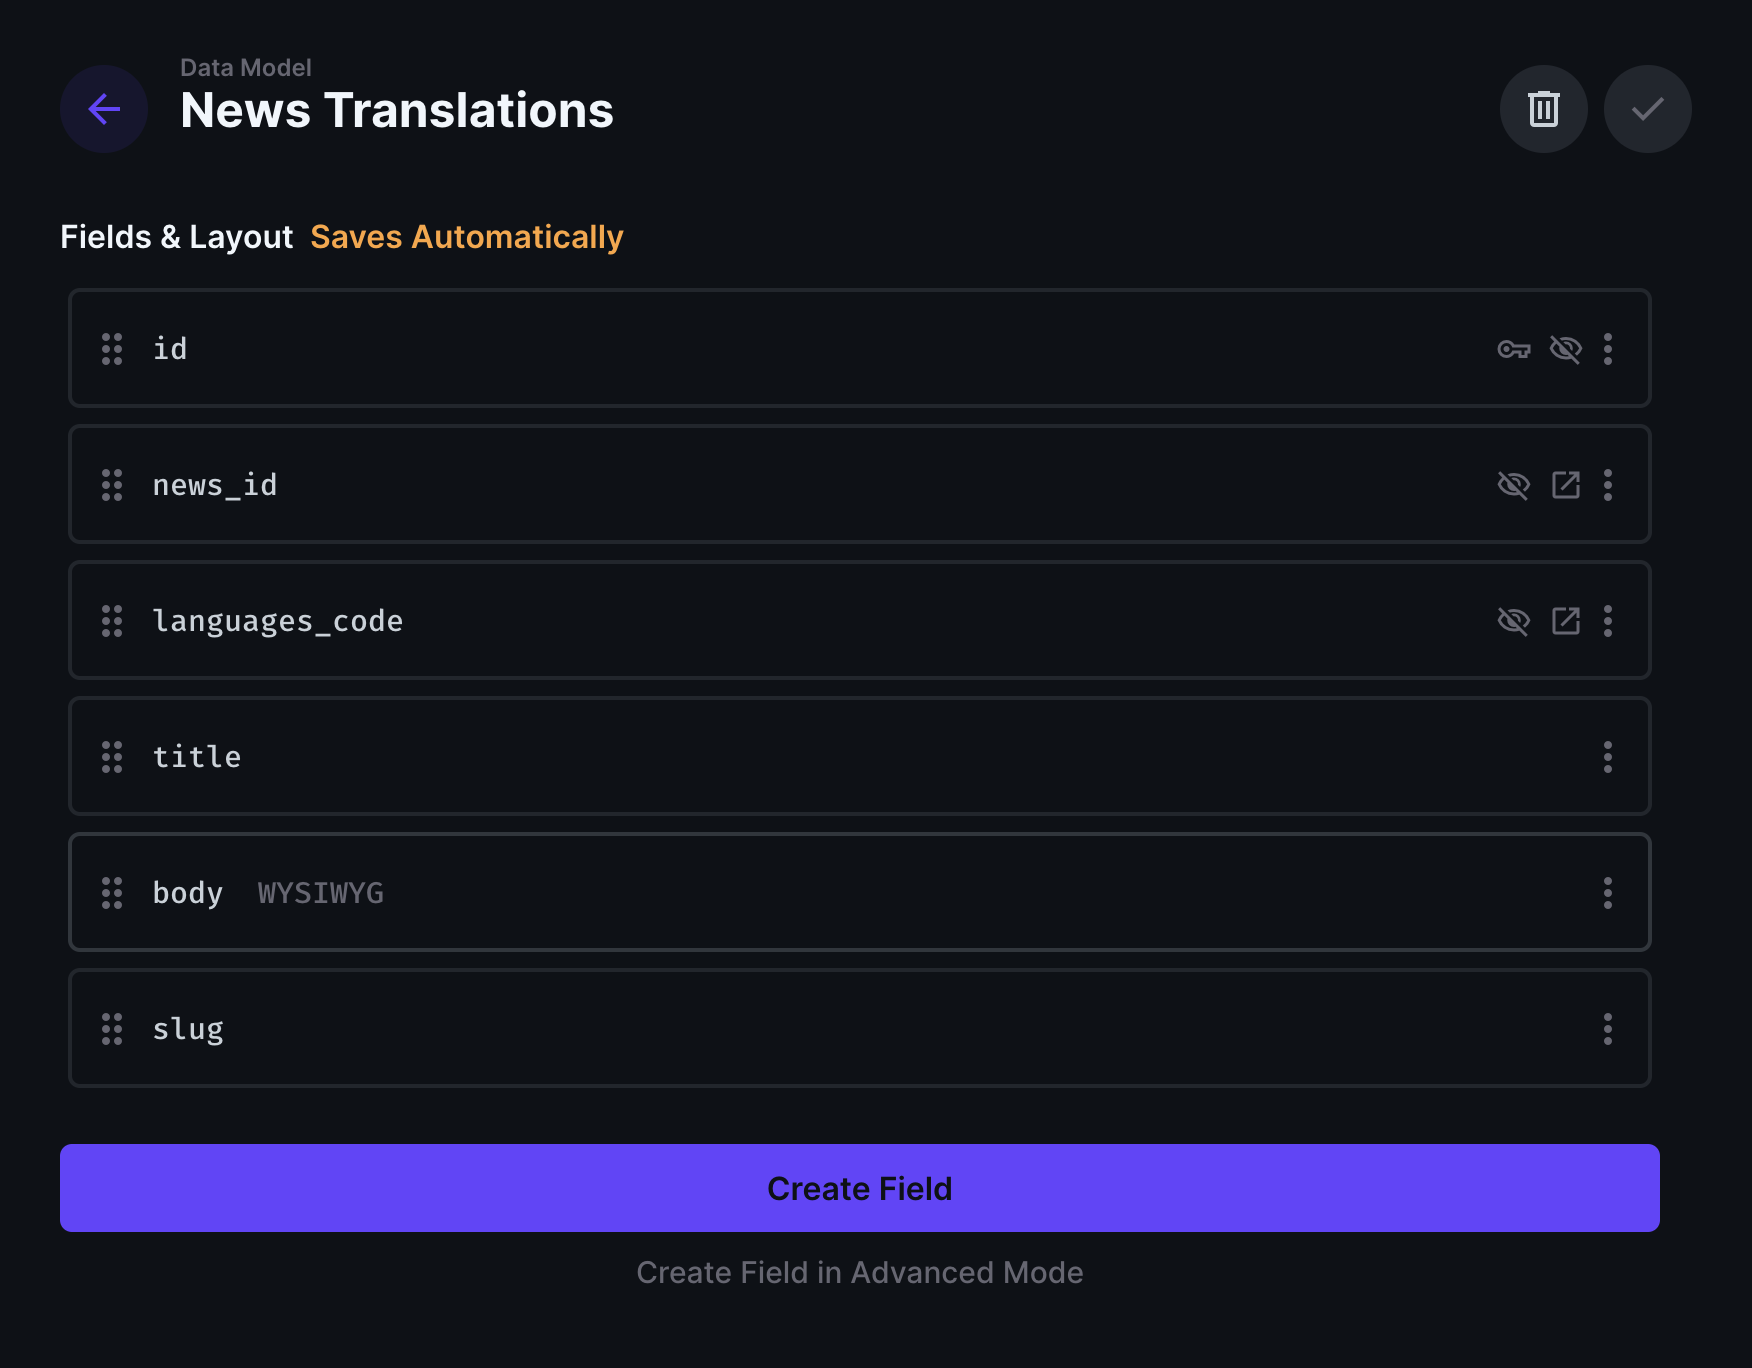 Data Model
News Translations
Fields & Layout Saves Automatically
id
news_id
languages_code
title
body WYSIWYG
slug
Create Field
Create Field in Advanced Mode